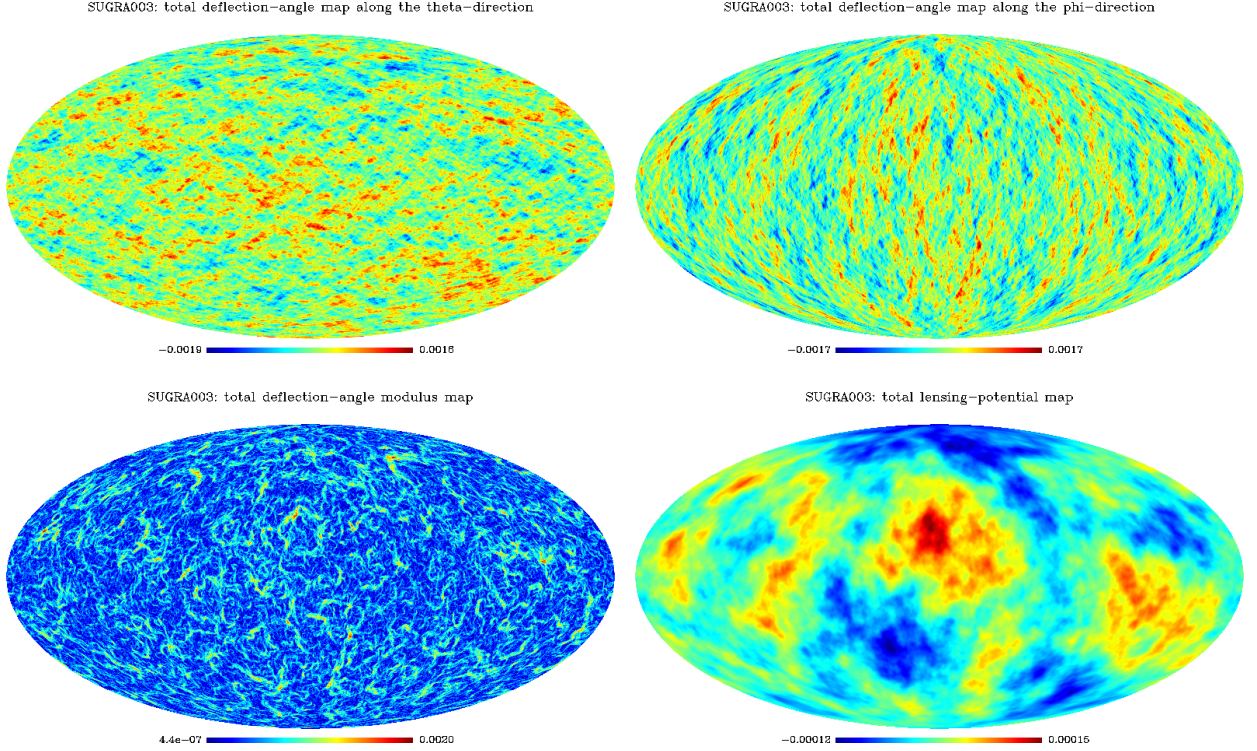 SUGRA003: total deflection-angle map along the theta-direction
SUGRA003: total deflection-angle map along the phi-direction
-0.0019 0.0016
-0.0017 0.0017
SUGRA003: total deflection-angle modulus map
SUGRA003: total lensing-potential map
4.4e-07 0.0020
-0.00012 0.00015